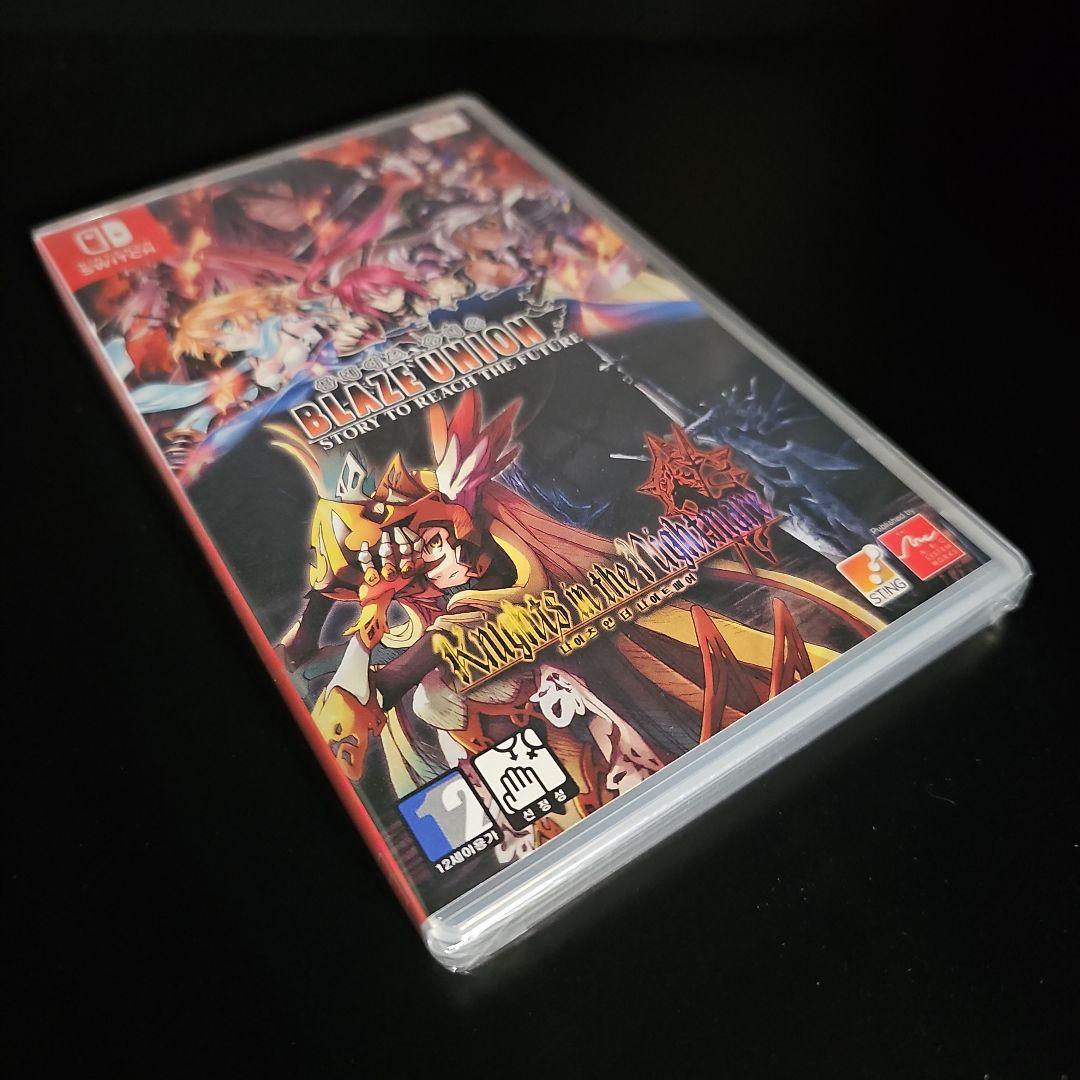 SWITCH
BLAZE UNION
STORY TO REACH THE FUTURE
Knights in the Nightmare
나이츠 인 더 나이트메어
Published by
STING
12
12세이용가
선정성